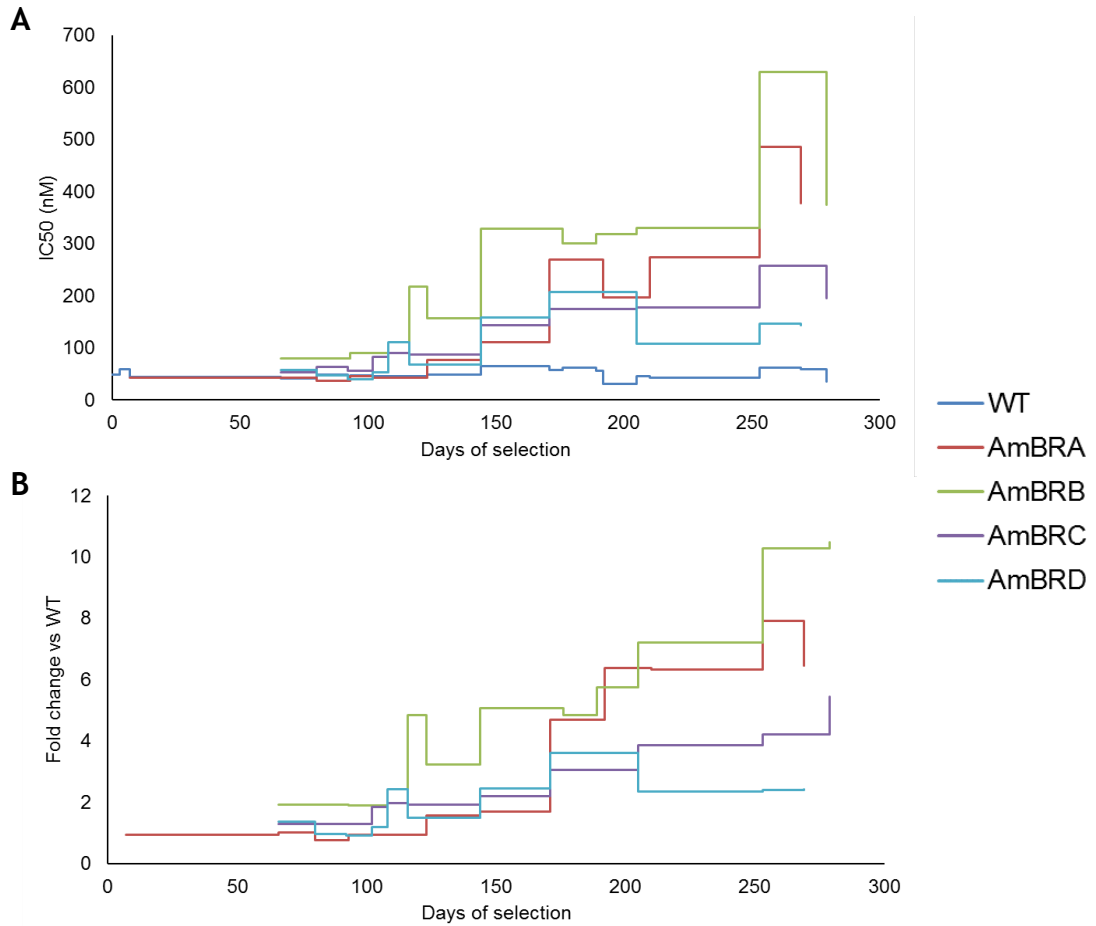 A
700
600
500
400
300
200
100
0
IC50 (nM)
0 50 100 150 200 250 300
Days of selection
WT
AmBRA
AmBRB
AmBRC
AmBRD
B
12
10
8
6
4
2
0
Fold change vs WT
0 50 100 150 200 250 300
Days of selection